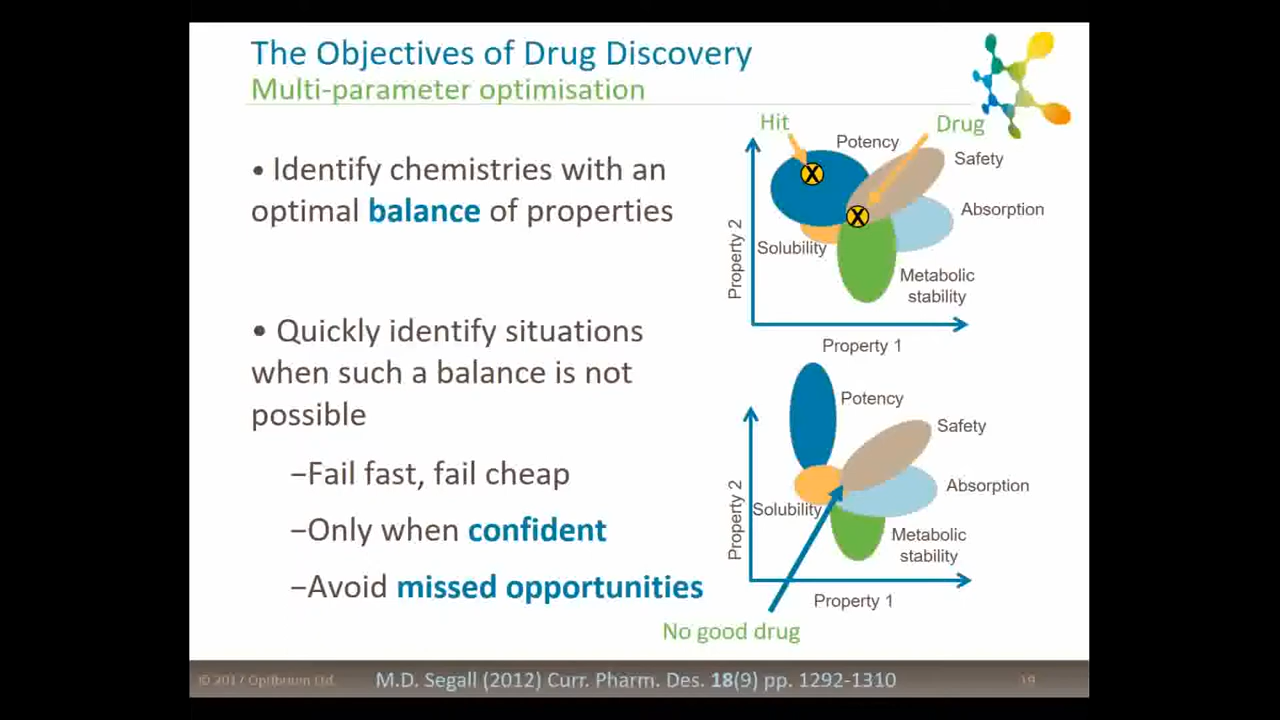 The Objectives of Drug Discovery
Multi-parameter optimisation
• Identify chemistries with an
optimal balance of properties
• Quickly identify situations
when such a balance is not
possible
–Fail fast, fail cheap
–Only when confident
–Avoid missed opportunities
Hit
Drug
Potency
Safety
Absorption
Solubility
Metabolic
stability
Property 2
Property 1
Potency
Safety
Absorption
Solubility
Metabolic
stability
Property 2
Property 1
No good drug
© 2017 Optibrium Ltd.
M.D. Segall (2012) Curr. Pharm. Des. 18(9) pp. 1292-1310
X
X